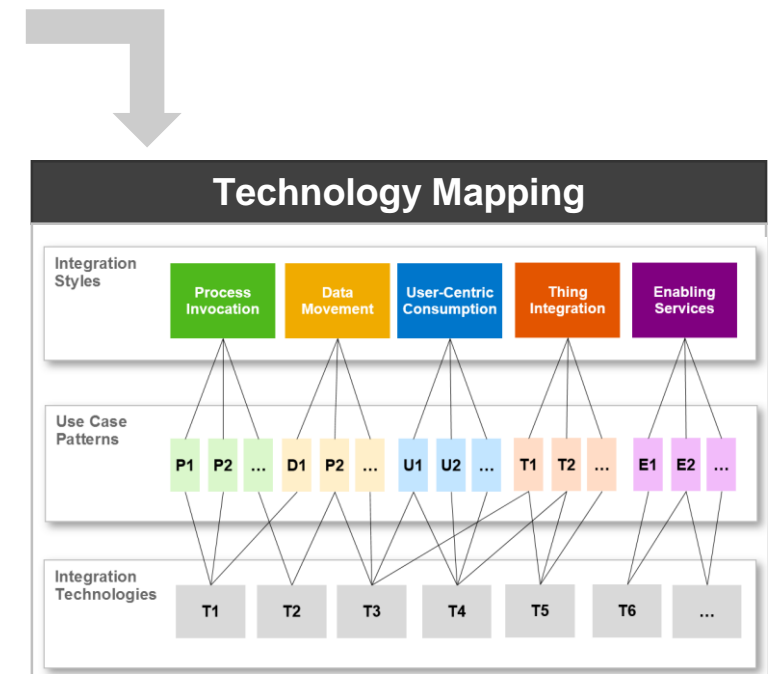 Technology Mapping
Integration
Styles
Process
Invocation
Data
Movement
User-Centric
Consumption
Thing
Integration
Enabling
Services
Use Case
Patterns
P1 P2 ... D1 P2 ... U1 U2 ... T1 T2 ... E1 E2 ...
Integration
Technologies
T1 T2 T3 T4 T5 T6 ...